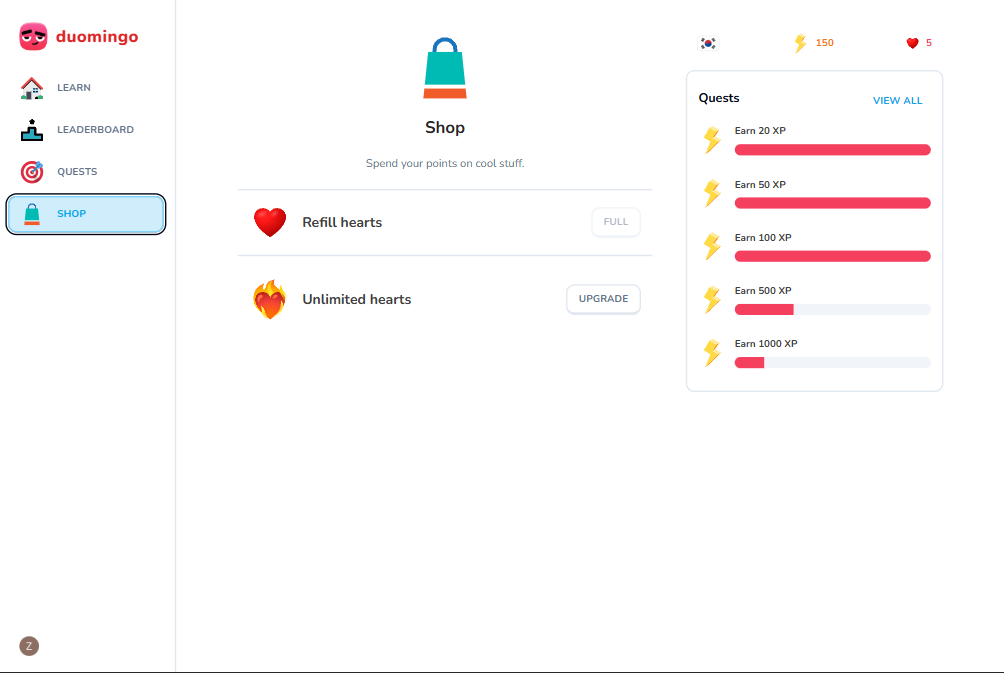 duomingo
LEARN
LEADERBOARD
QUESTS
SHOP
Z
Shop
Spend your points on cool stuff.
Refill hearts
FULL
Unlimited hearts
UPGRADE
150
5
Quests
VIEW ALL
Earn 20 XP
Earn 50 XP
Earn 100 XP
Earn 500 XP
Earn 1000 XP